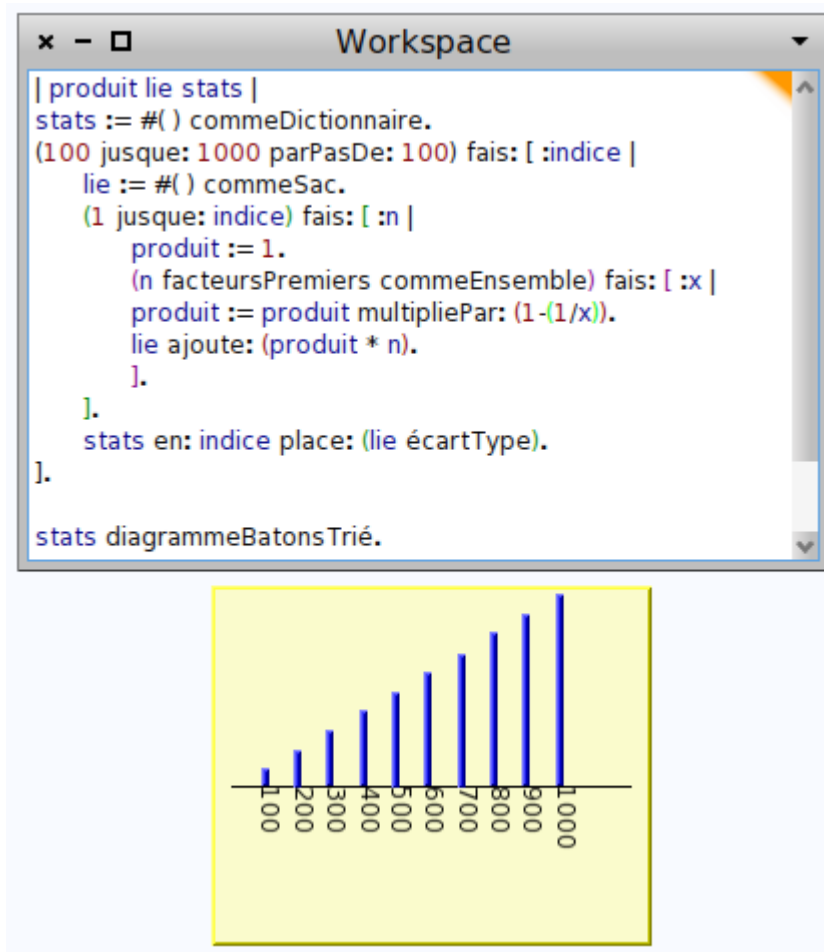 Workspace
| produit lie stats |
stats := #( ) commeDictionnaire.
(100 jusque: 1000 parPasDe: 100) fais: [ :indice |
lie := #( ) commeSac.
(1 jusque: indice) fais: [ :n |
produit := 1.
(n facteursPremiers commeEnsemble) fais: [ :x |
produit := produit multipliePar: (1-(1/x)).
lie ajoute: (produit * n).
].
].
stats en: indice place: (lie écartType).
].
stats diagrammeBatonsTrié.
100 200 300 400 500 600 700 800 900 1000